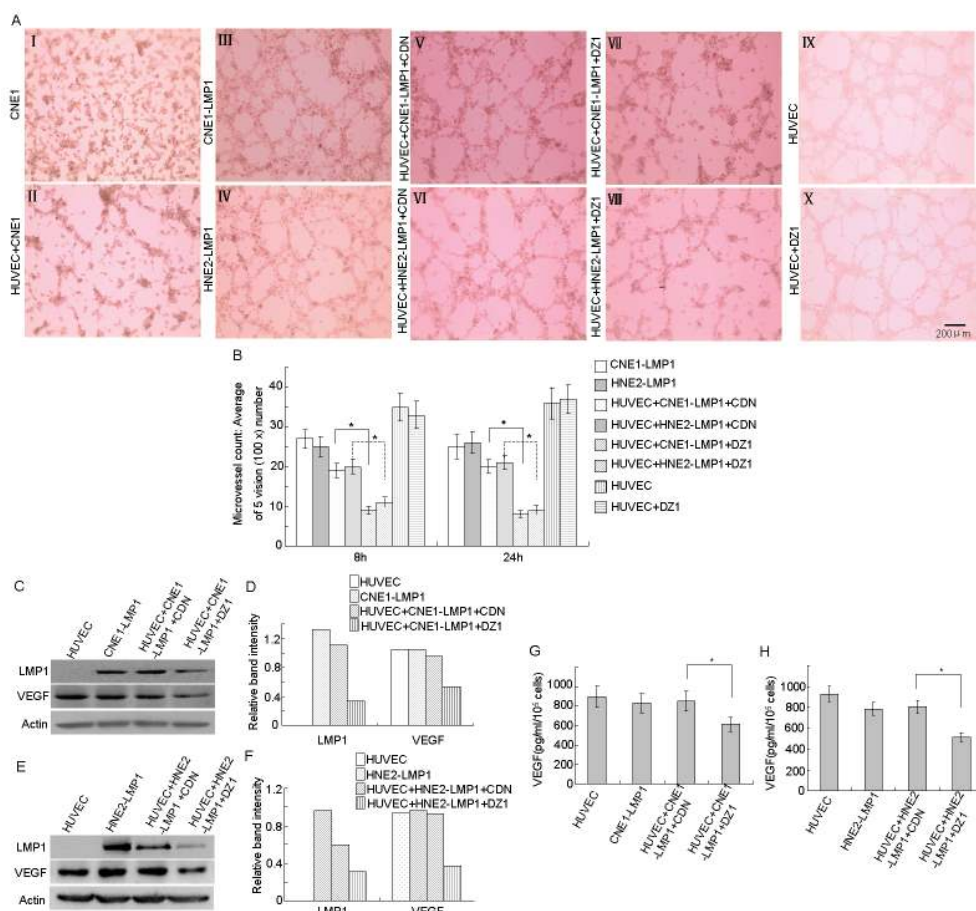 A
I
CNE1
II
HUVEC+CNE1
III
CNE1-LMP1
IV
HNE2-LMP1
V
HUVEC+CNE1-LMP1+CDN
VI
HUVEC+HNE2-LMP1+CDN
VII
HUVEC+CNE1-LMP1+DZ1
VIII
HUVEC+HNE2-LMP1+DZ1
IX
HUVEC
X
HUVEC+DZ1
200μm
B
Microvessel count: Average
of 5 vision (100 x) number
40
30
20
10
0
* * * *
8h 24h
CNE1-LMP1
HNE2-LMP1
HUVEC+CNE1-LMP1+CDN
HUVEC+HNE2-LMP1+CDN
HUVEC+CNE1-LMP1+DZ1
HUVEC+HNE2-LMP1+DZ1
HUVEC
HUVEC+DZ1
C
HUVEC
CNE1-LMP1
HUVEC+CNE1
-LMP1 +CDN
HUVEC+CNE1
-LMP1+DZ1
LMP1
VEGF
Actin
D
HUVEC
CNE1-LMP1
HUVEC+CNE1-LMP1+CDN
HUVEC+CNE1-LMP1+DZ1
Relative band intensity
1.2
0.8
0.4
0
LMP1 VEGF
E
HUVEC
HNE2-LMP1
HUVEC+HNE2
-LMP1+CDN
HUVEC+HNE2
-LMP1+DZ1
LMP1
VEGF
Actin
F
HUVEC
HNE2-LMP1
HUVEC+HNE2-LMP1+CDN
HUVEC+HNE2-LMP1+DZ1
Relative band intensity
1.2
0.8
0.4
0
LMP1 VEGF
G
VEGF(pg/ml/10⁵ cells)
1000
800
600
400
200
0
*
HUVEC
CNE1-LMP1
HUVEC+CNE1
-LMP1+CDN
HUVEC+CNE1
-LMP1+DZ1
H
VEGF(pg/ml/10⁵ cells)
1000
800
600
400
200
0
*
HUVEC
HNE2-LMP1
HUVEC+HNE2
-LMP1+CDN
HUVEC+HNE2
-LMP1+DZ1